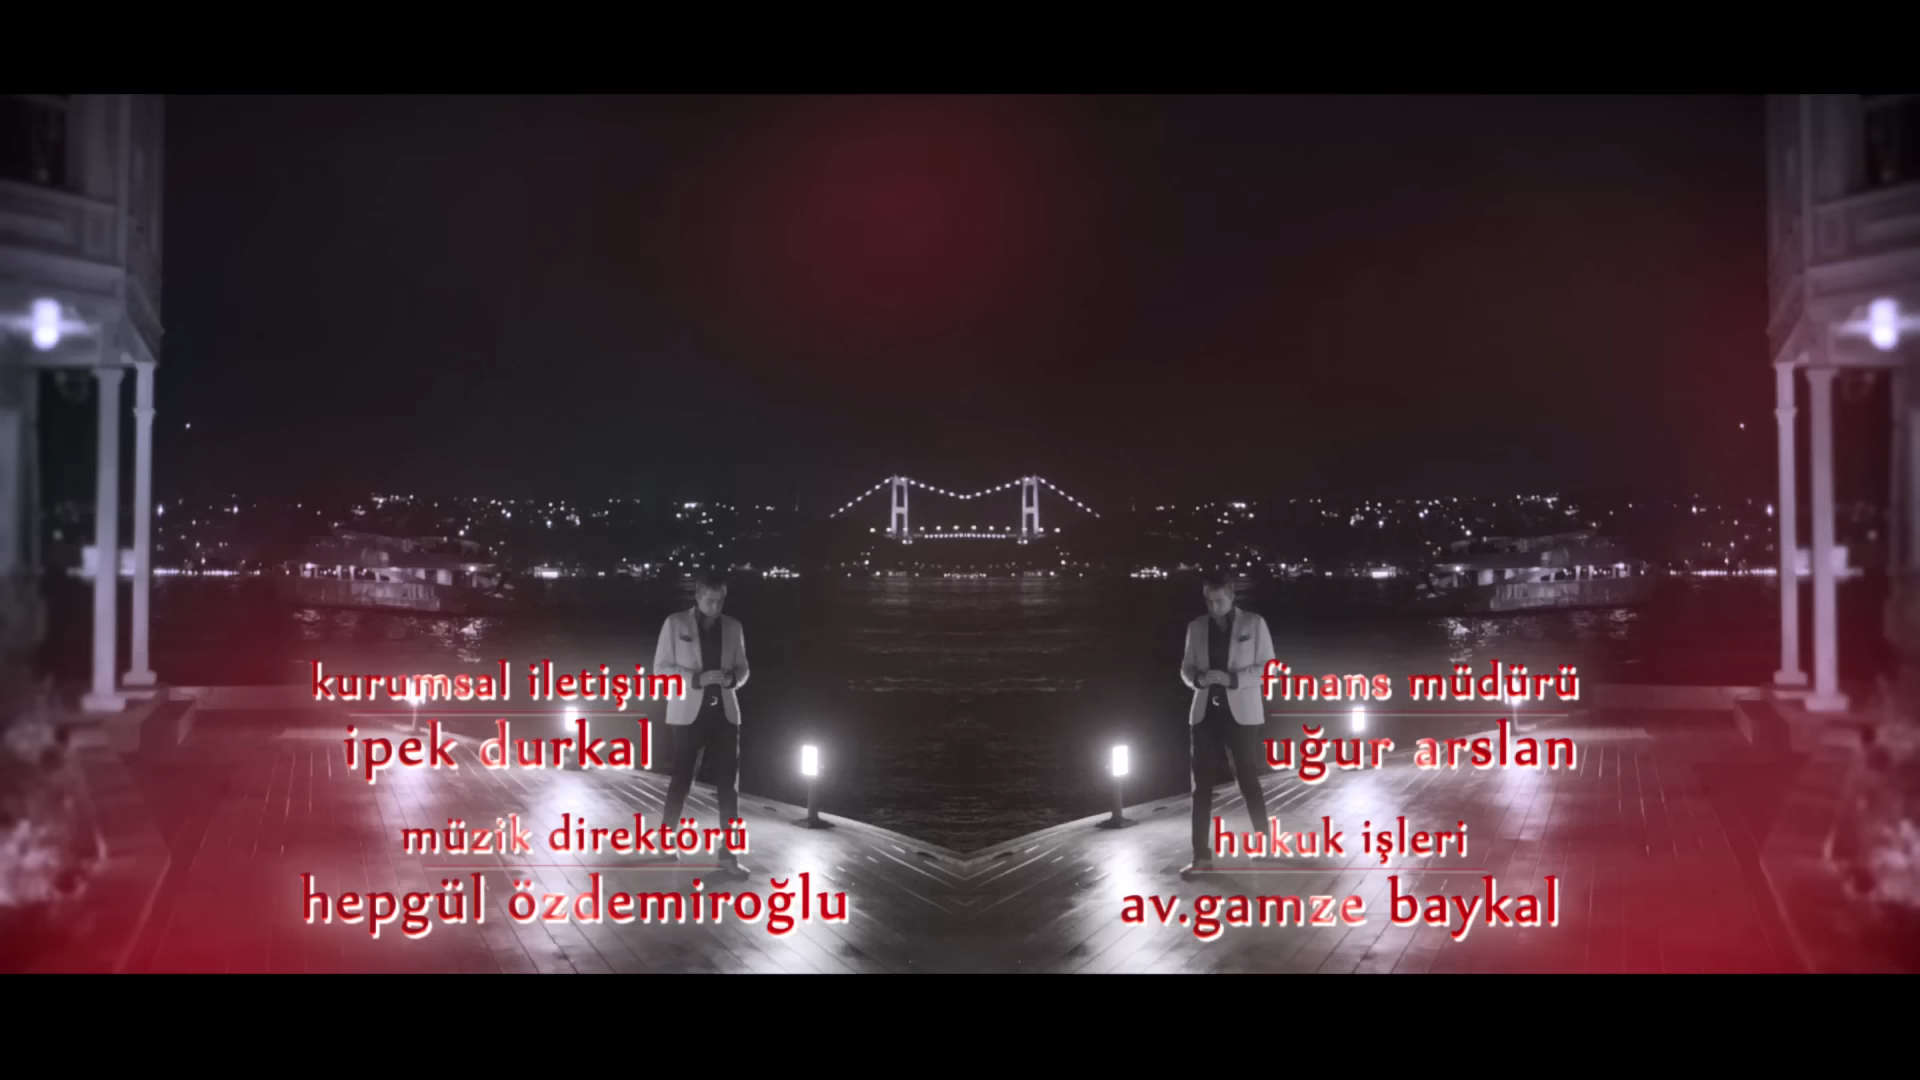 kurumsal iletişim
ipek durkal
müzik direktörü
hepgül özdemiroğlu
finans müdürü
uğur arslan
hukuk işleri
av.gamze baykal